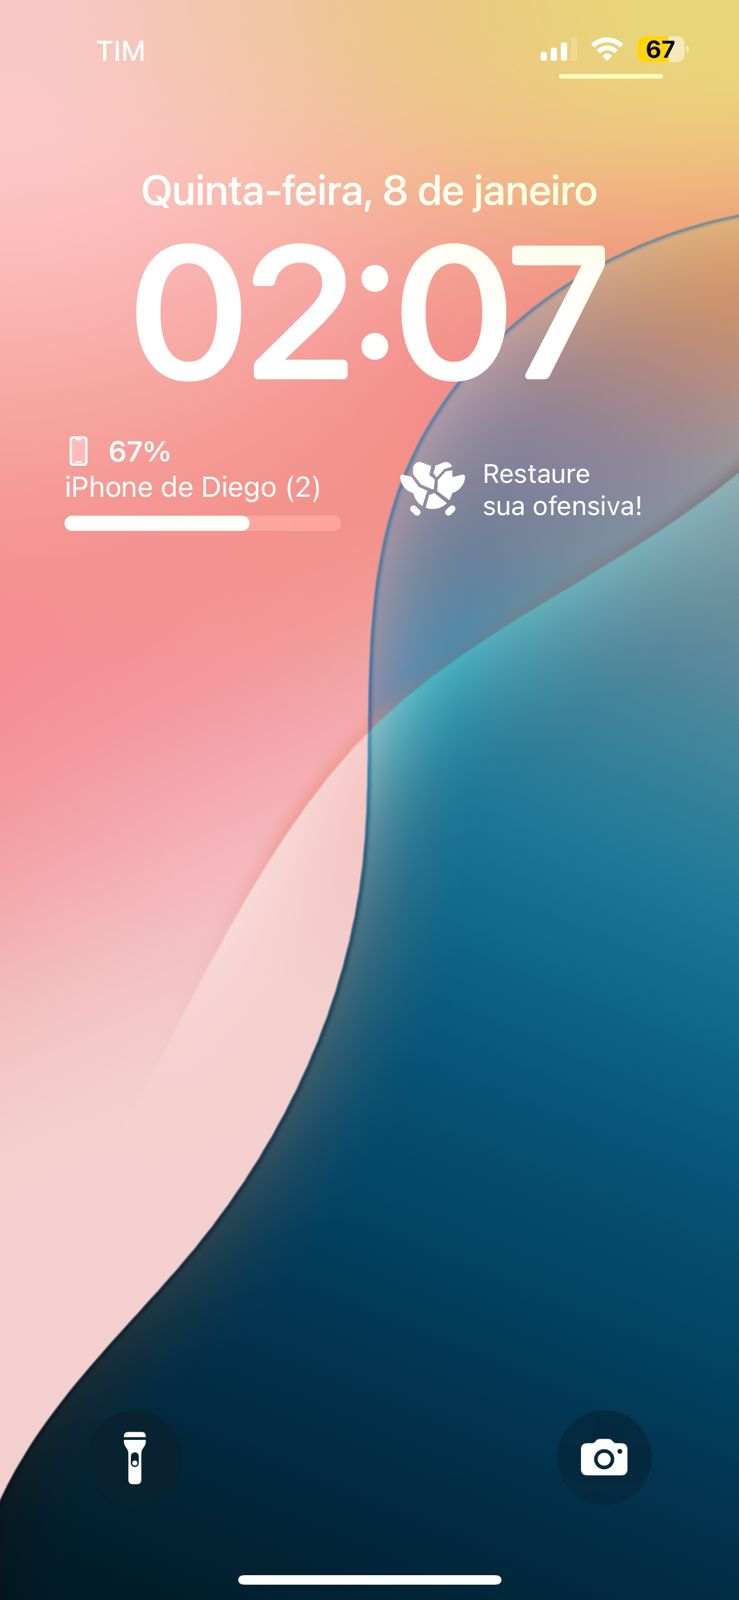 TIM
67
Quinta-feira, 8 de janeiro
02:07
67%
iPhone de Diego (2)
Restaure
sua ofensiva!